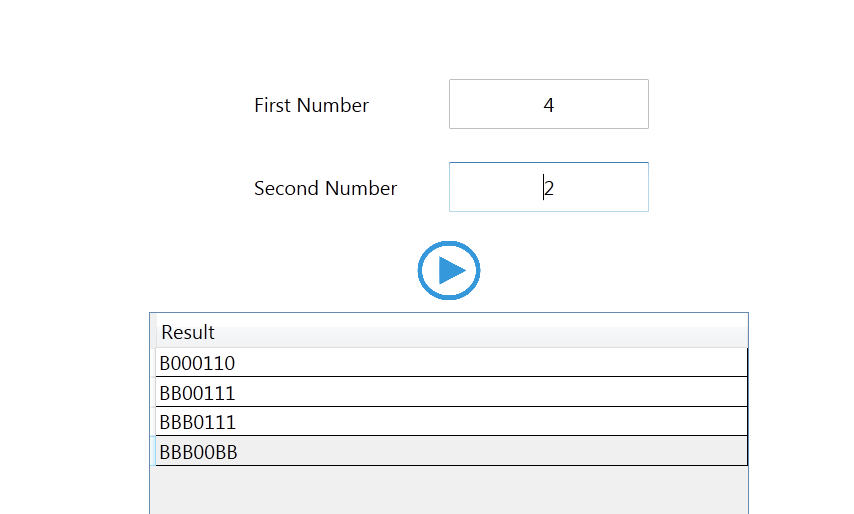 First Number 4
Second Number 2
Result
B000110
BB00111
BBB0111
BBB00BB